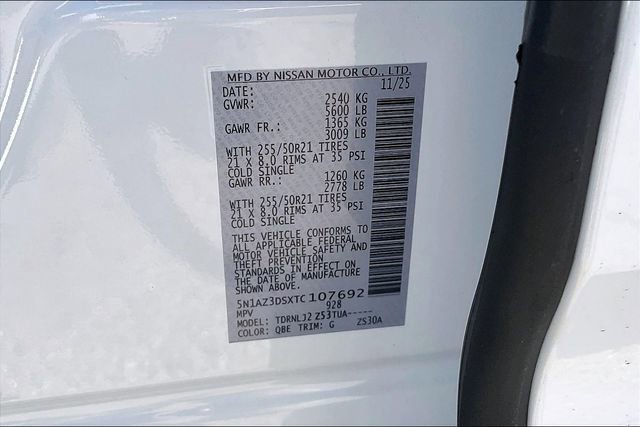 MFD BY NISSAN MOTOR CO., LTD.
DATE: 11/25
GVWR: 2540 KG
5600 LB
GAWR FR.: 1365 KG
3009 LB
WITH 255/50R21 TIRES
21 X 8.0 RIMS AT 35 PSI
COLD SINGLE
GAWR RR.: 1260 KG
2778 LB
WITH 255/50R21 TIRES
21 X 8.0 RIMS AT 35 PSI
COLD SINGLE
THIS VEHICLE CONFORMS TO
ALL APPLICABLE FEDERAL
MOTOR VEHICLE SAFETY AND
THEFT PREVENTION
STANDARDS IN EFFECT ON
THE DATE OF MANUFACTURE
SHOWN ABOVE.
5N1AZ3DSXTC107692
MPV 928
MODEL: TDRNLJ2 Z53TUA-----
COLOR: QBE TRIM: G ZS30A